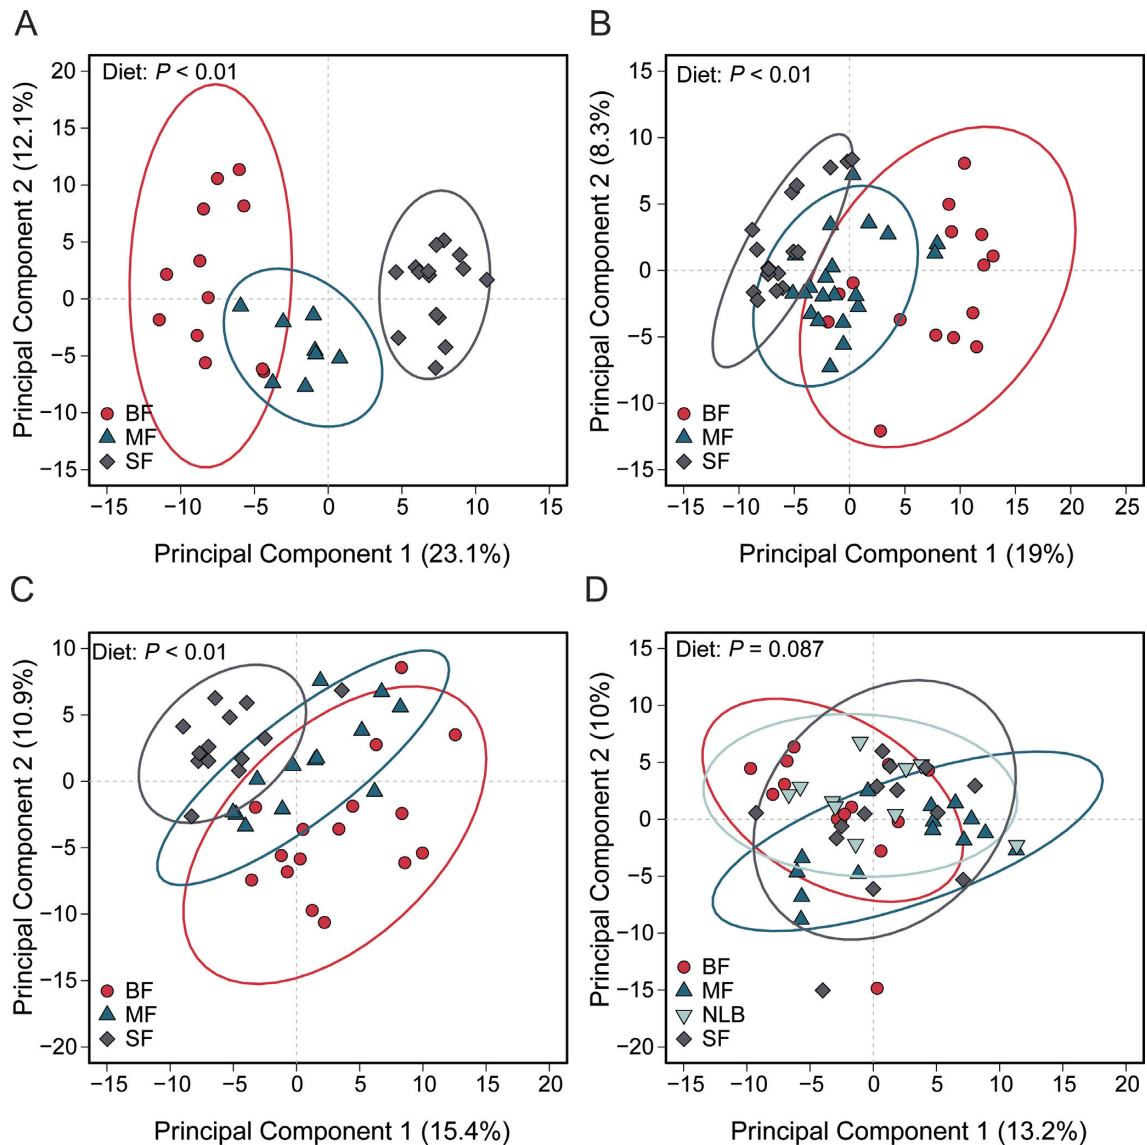 A
Diet: P < 0.01
Principal Component 2 (12.1%)
20
15
10
5
0
−5
−10
−15
BF
MF
SF
−15 −10 −5 0 5 10 15
Principal Component 1 (23.1%)
B
Diet: P < 0.01
Principal Component 2 (8.3%)
15
10
5
0
−5
−10
−15
BF
MF
SF
−15 −10 −5 0 5 10 15 20 25
Principal Component 1 (19%)
C
Diet: P < 0.01
Principal Component 2 (10.9%)
10
5
0
−5
−10
−15
−20
BF
MF
SF
−15 −10 −5 0 5 10 15 20
Principal Component 1 (15.4%)
D
Diet: P = 0.087
Principal Component 2 (10%)
15
10
5
0
−5
−10
−15
−20
BF
MF
NLB
SF
−15 −10 −5 0 5 10 15 20
Principal Component 1 (13.2%)